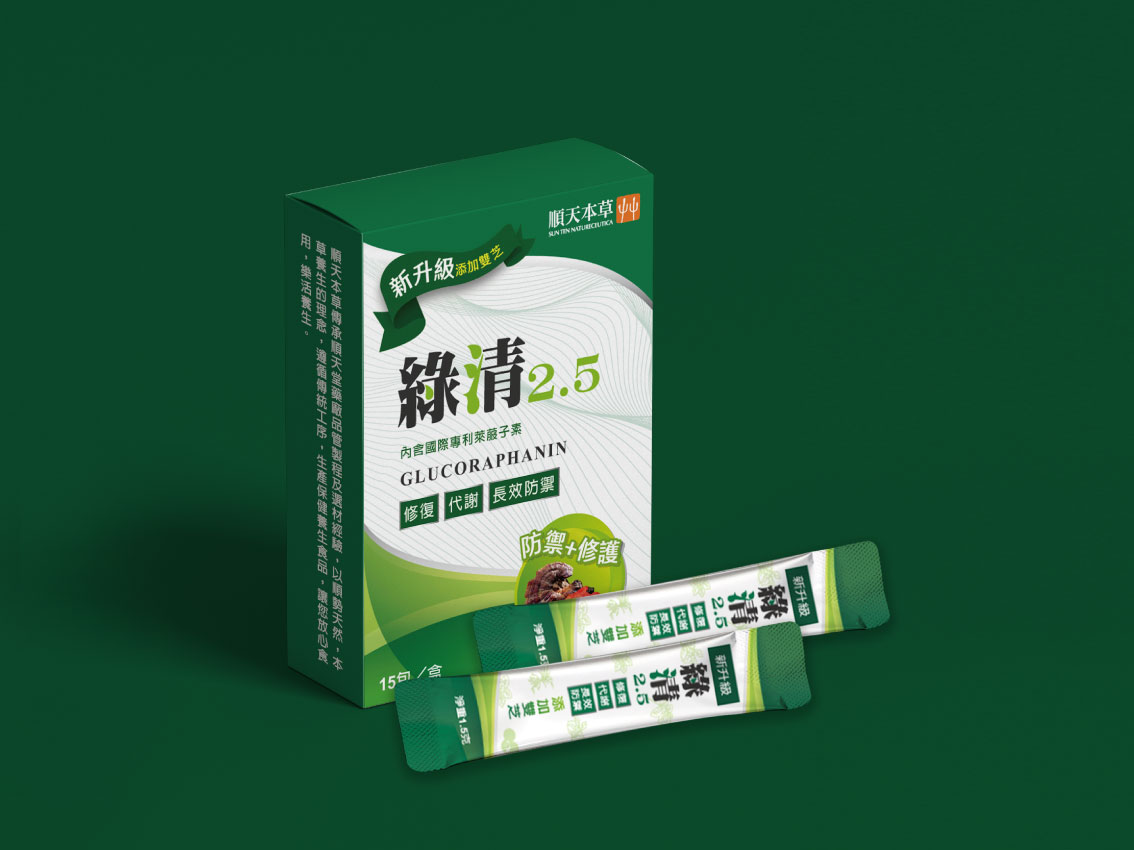 順天本草
SUN TEN NATURECEUTICA
新升級添加雙芝
綠清2.5
內含國際專利萊菔子素
GLUCORAPHANIN
修復 代謝 長效防禦
防禦+修護
15包/盒
順天本草傳承順天堂藥廠品管製程及選材經驗,以順勢天然,本
草養生的理念,遵循傳統工序,生產保健養生食品,讓您放心食
用,樂活養生。
新升級
綠清2.5
修復
代謝
長效防禦
添加雙芝
淨重1.5
新升級
綠清2.5
修復
代謝
長效防禦
添加雙芝
淨重1.5克